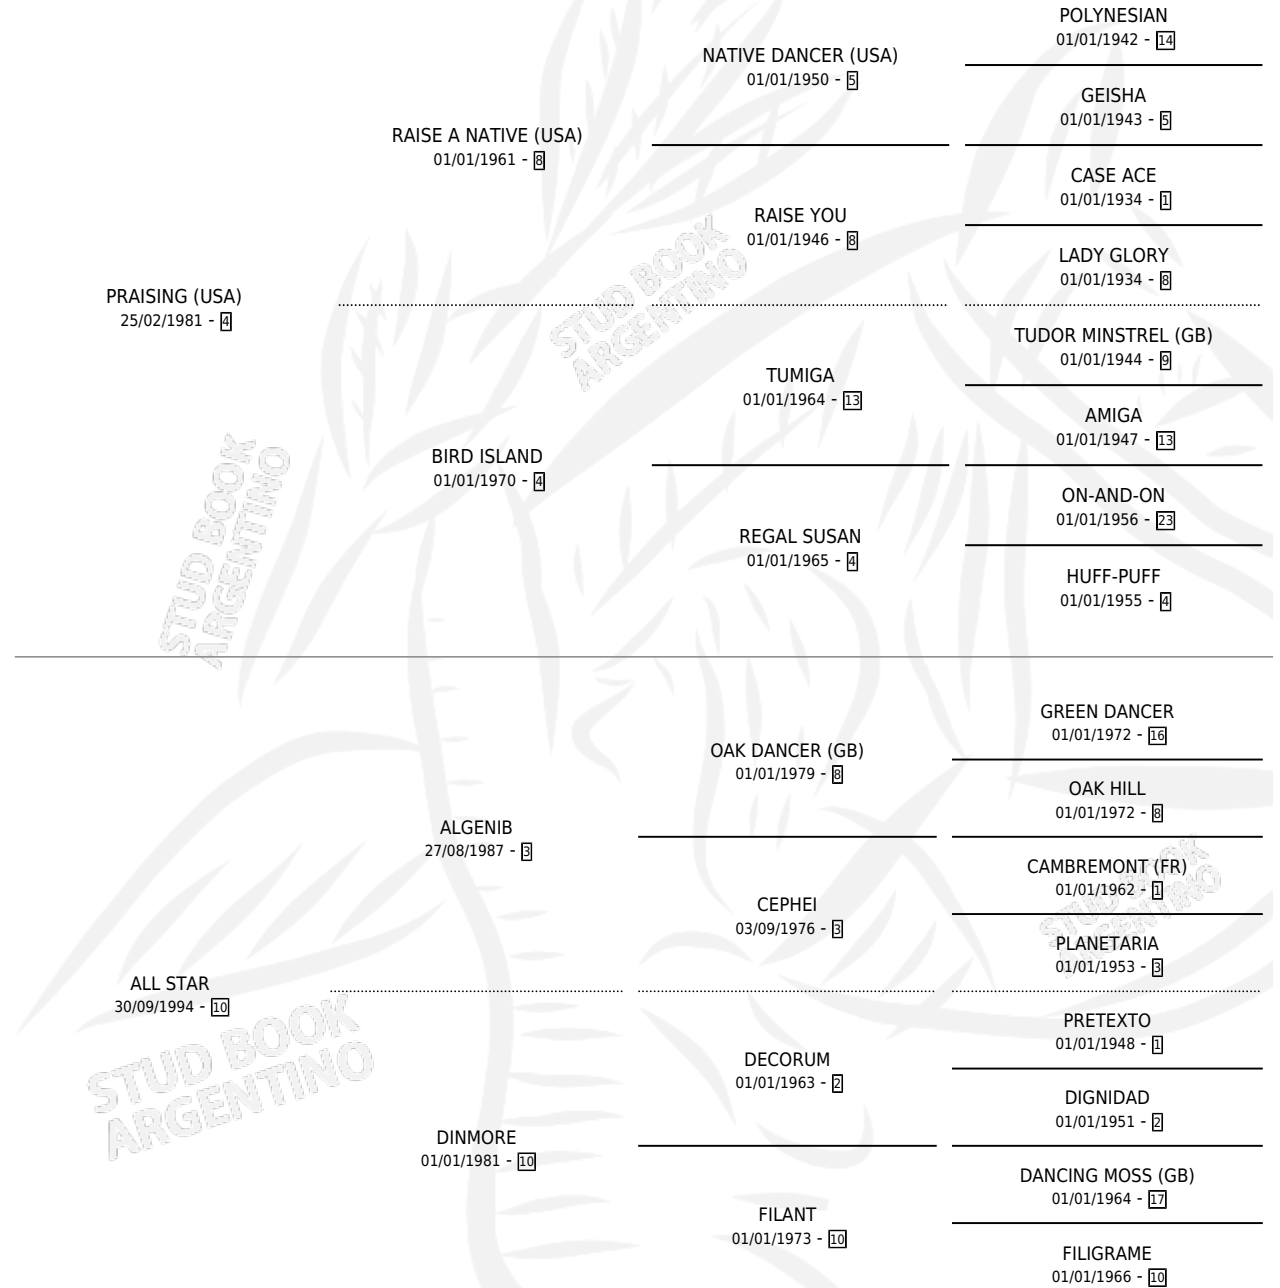 POLYNESIAN
01/01/1942 - 14
NATIVE DANCER (USA)
01/01/1950 - 5
GEISHA
01/01/1943 - 5
RAISE A NATIVE (USA)
01/01/1961 - 8
CASE ACE
01/01/1934 - 1
RAISE YOU
01/01/1946 - 8
LADY GLORY
01/01/1934 - 8
PRAISING (USA)
25/02/1981 - 4
TUDOR MINSTREL (GB)
01/01/1944 - 9
TUMIGA
01/01/1964 - 13
AMIGA
01/01/1947 - 13
BIRD ISLAND
01/01/1970 - 4
ON-AND-ON
01/01/1956 - 23
REGAL SUSAN
01/01/1965 - 4
HUFF-PUFF
01/01/1955 - 4
STUD BOOK
ARGENTINO
STUD BOOK
ARGENTINO
GREEN DANCER
01/01/1972 - 16
OAK DANCER (GB)
01/01/1979 - 8
OAK HILL
01/01/1972 - 8
ALGENIB
27/08/1987 - 3
CAMBREMONT (FR)
01/01/1962 - 1
CEPHEI
03/09/1976 - 3
PLANETARIA
01/01/1953 - 3
ALL STAR
30/09/1994 - 10
PRETEXTO
01/01/1948 - 1
DECORUM
01/01/1963 - 2
DIGNIDAD
01/01/1951 - 2
DINMORE
01/01/1981 - 10
DANCING MOSS (GB)
01/01/1964 - 17
FILANT
01/01/1973 - 10
FILIGRAME
01/01/1966 - 10
STUD BOOK
ARGENTINO
STUD BOOK
ARGENTINO